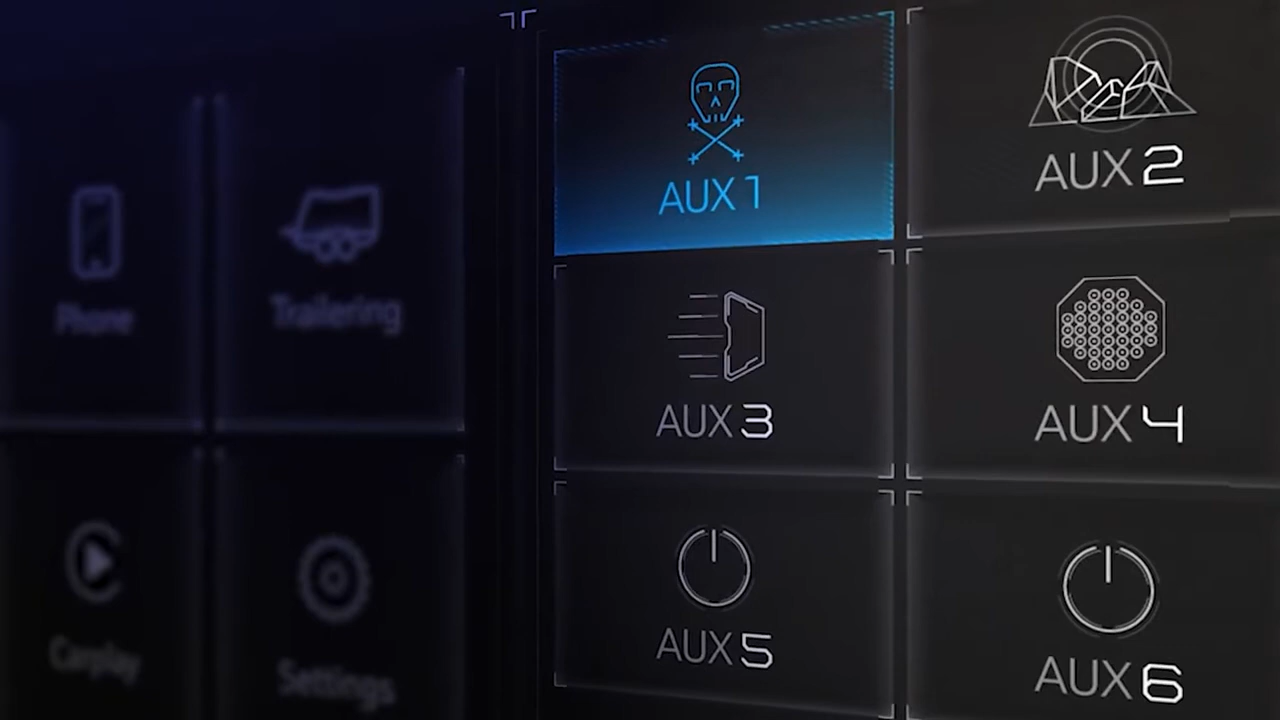 Phone
Trailering
Carplay
Settings
AUX 1
AUX 2
AUX 3
AUX 4
AUX 5
AUX 6